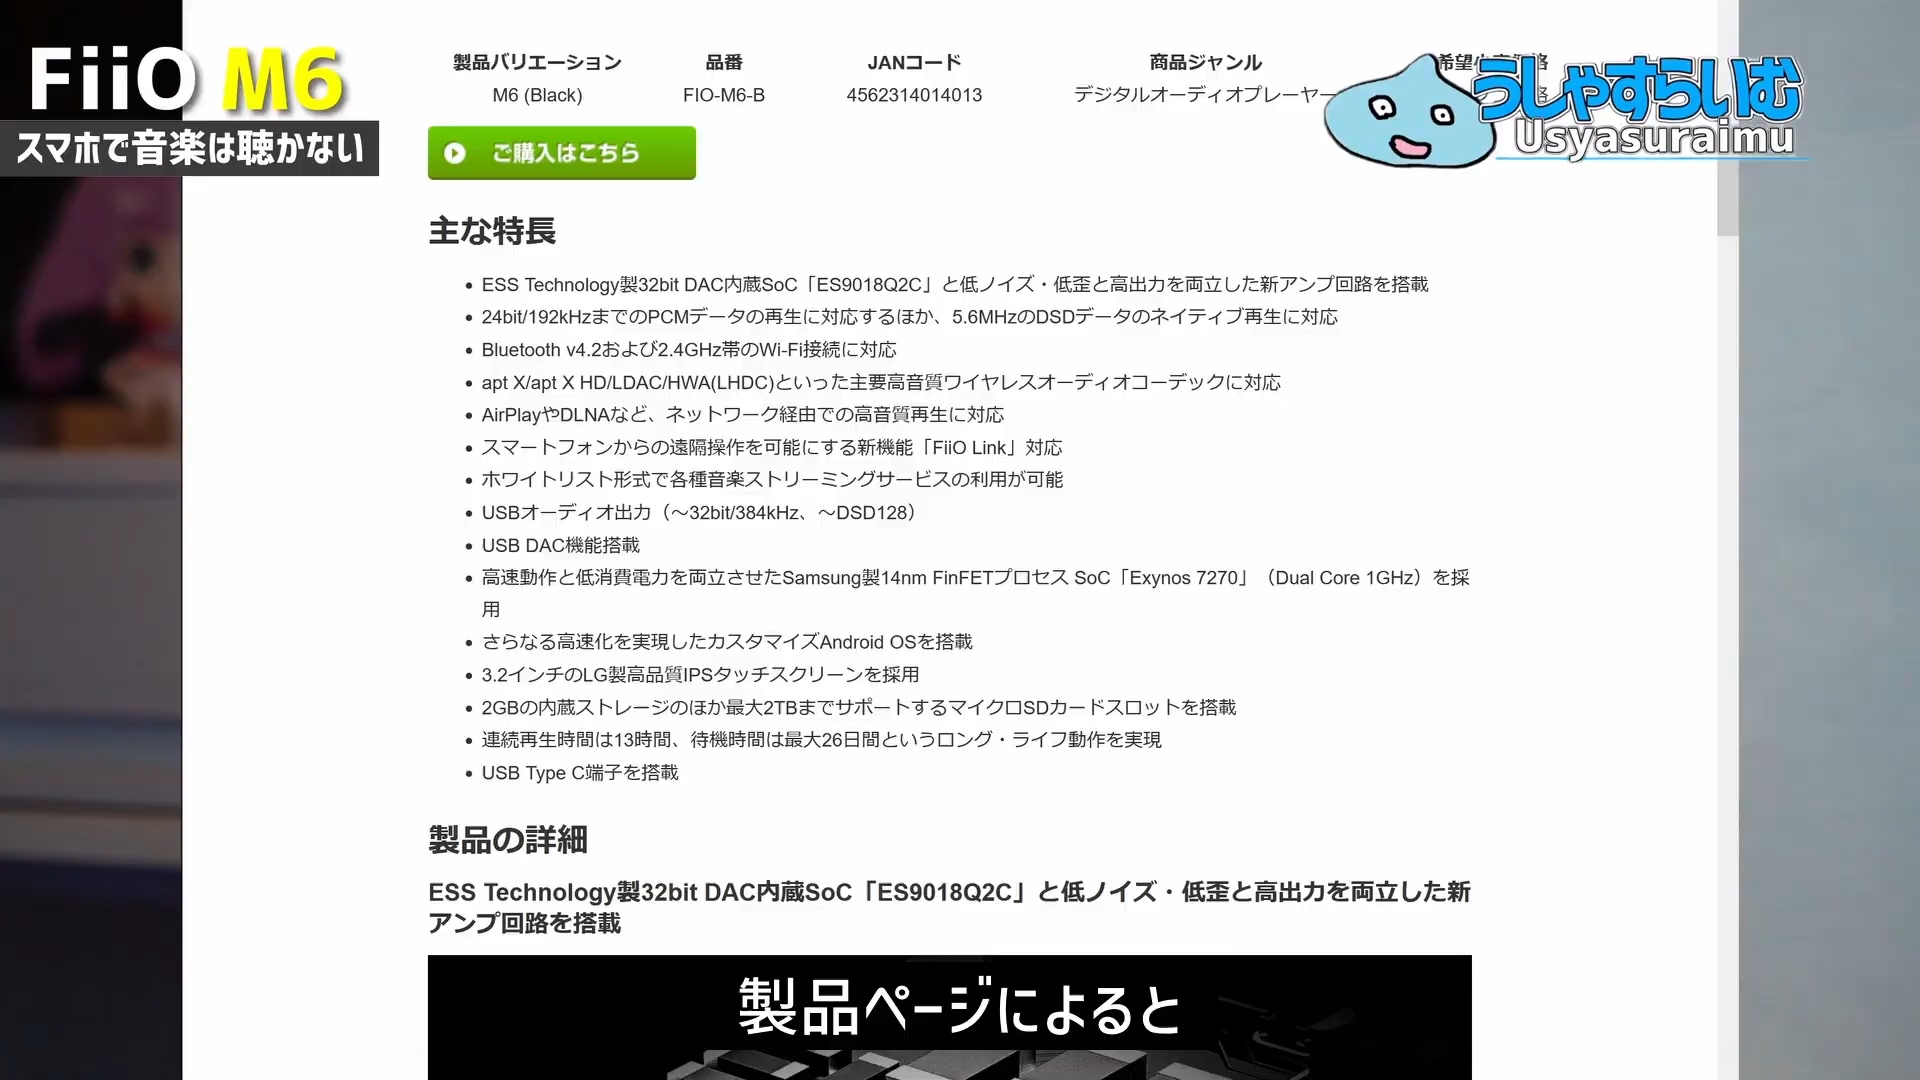 FiiO M6
スマホで音楽は聴かない
うしゃすらいむ
Usyasuraimu
製品バリエーション 品番 JANコード 商品ジャンル
M6 (Black) FIO-M6-B 4562314014013 デジタルオーディオプレーヤー
ご購入はこちら
主な特長
• ESS Technology製32bit DAC内蔵SoC「ES9018Q2C」と低ノイズ・低歪と高出力を両立した新アンプ回路を搭載
• 24bit/192kHzまでのPCMデータの再生に対応するほか、5.6MHzのDSDデータのネイティブ再生に対応
• Bluetooth v4.2および2.4GHz帯のWi-Fi接続に対応
• apt X/apt X HD/LDAC/HWA(LHDC)といった主要高音質ワイヤレスオーディオコーデックに対応
• AirPlayやDLNAなど、ネットワーク経由での高音質再生に対応
• スマートフォンからの遠隔操作を可能にする新機能「FiiO Link」対応
• ホワイトリスト形式で各種音楽ストリーミングサービスの利用が可能
• USBオーディオ出力（～32bit/384kHz、～DSD128）
• USB DAC機能搭載
• 高速動作と低消費電力を両立させたSamsung製14nm FinFETプロセス SoC「Exynos 7270」（Dual Core 1GHz）を採
用
• さらなる高速化を実現したカスタマイズAndroid OSを搭載
• 3.2インチのLG製高品質IPSタッチスクリーンを採用
• 2GBの内蔵ストレージのほか最大2TBまでサポートするマイクロSDカードスロットを搭載
• 連続再生時間は13時間、待機時間は最大26日間というロング・ライフ動作を実現
• USB Type C端子を搭載
製品の詳細
ESS Technology製32bit DAC内蔵SoC「ES9018Q2C」と低ノイズ・低歪と高出力を両立した新
アンプ回路を搭載
製品ページによると